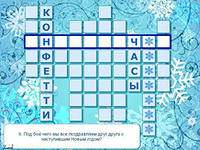 КОНФЕТТИ
ЧАСЫ
9. Под бой чего мы все поздравляем друг друга с
наступившим Новым годом?